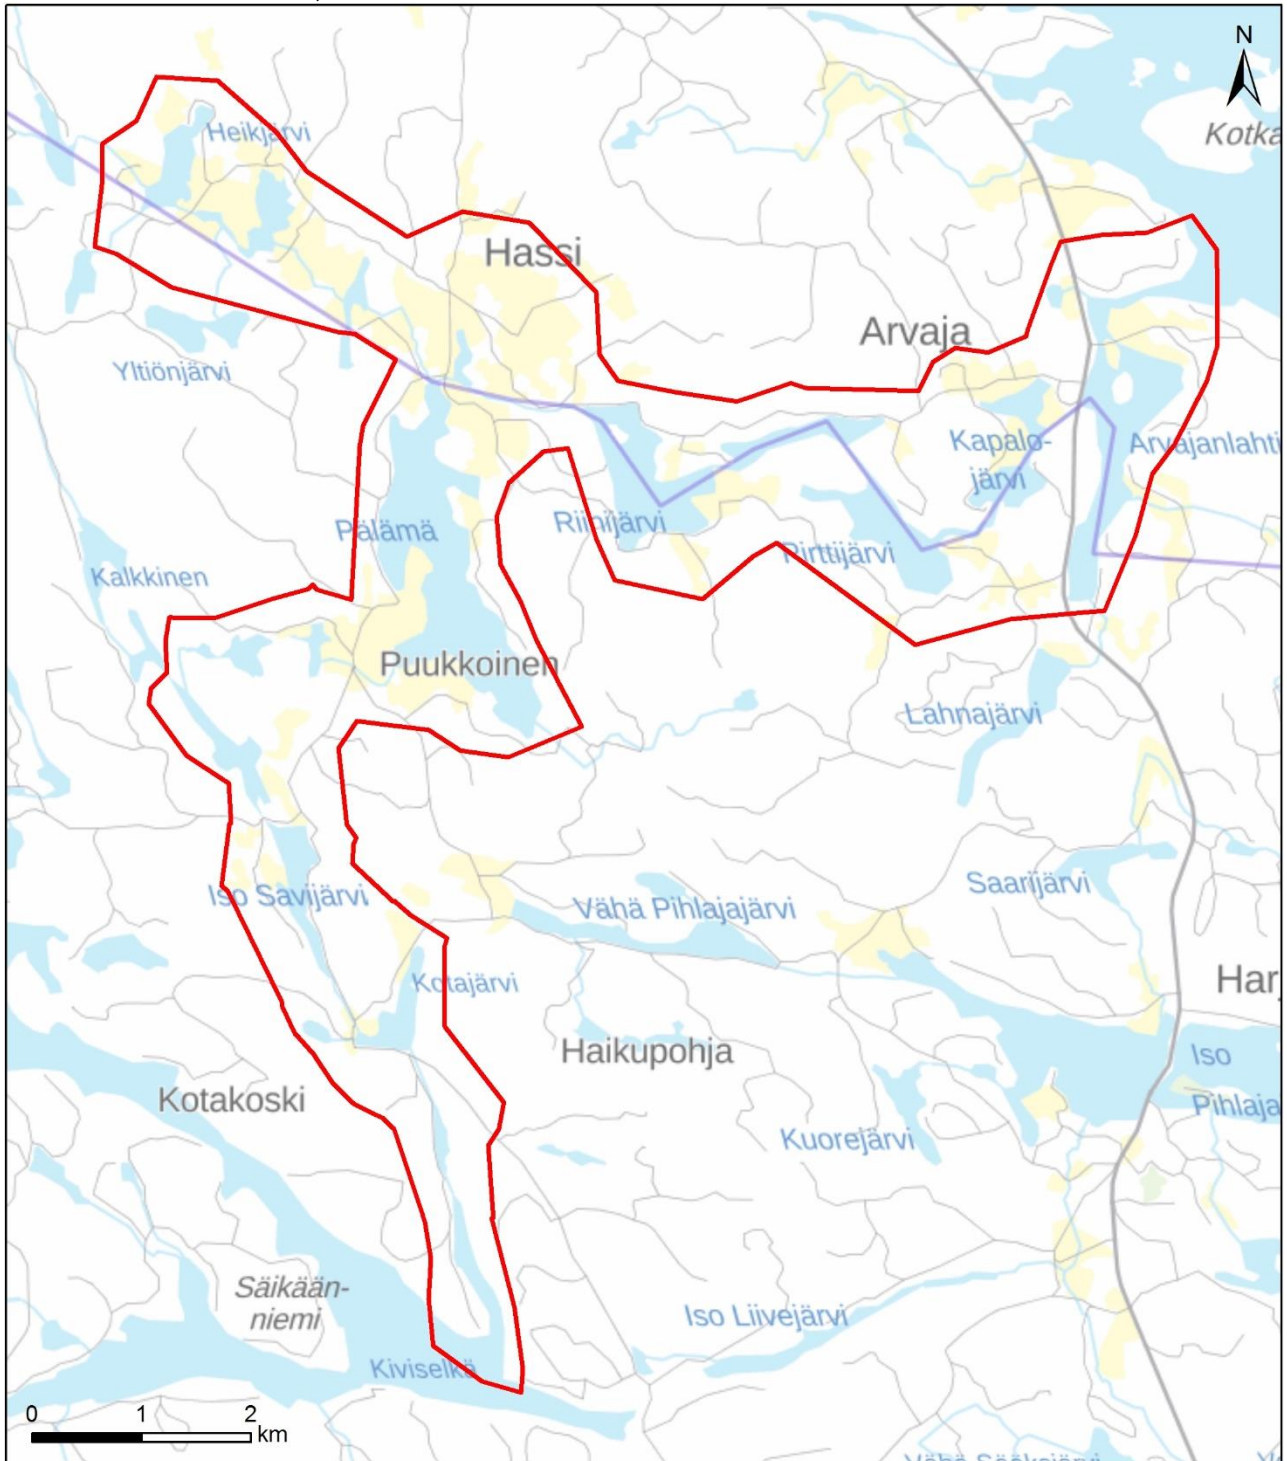 N
Heikjärvi
Kotka
Hassi
Arvaja
Yltiönjärvi
Kapalo-
järvi
Arvajanlahti
Pälämä
Riihijärvi
Pirttijärvi
Kalkkinen
Puukkoinen
Lahnajärvi
Iso Savijärvi
Vähä Pihlajajärvi
Saarijärvi
Kotajärvi
Har
Haikupohja
Iso
Pihlaja
Kotakoski
Kuorejärvi
Säikään-
niemi
Iso Liivejärvi
Kiviselkä
0 1 2
km